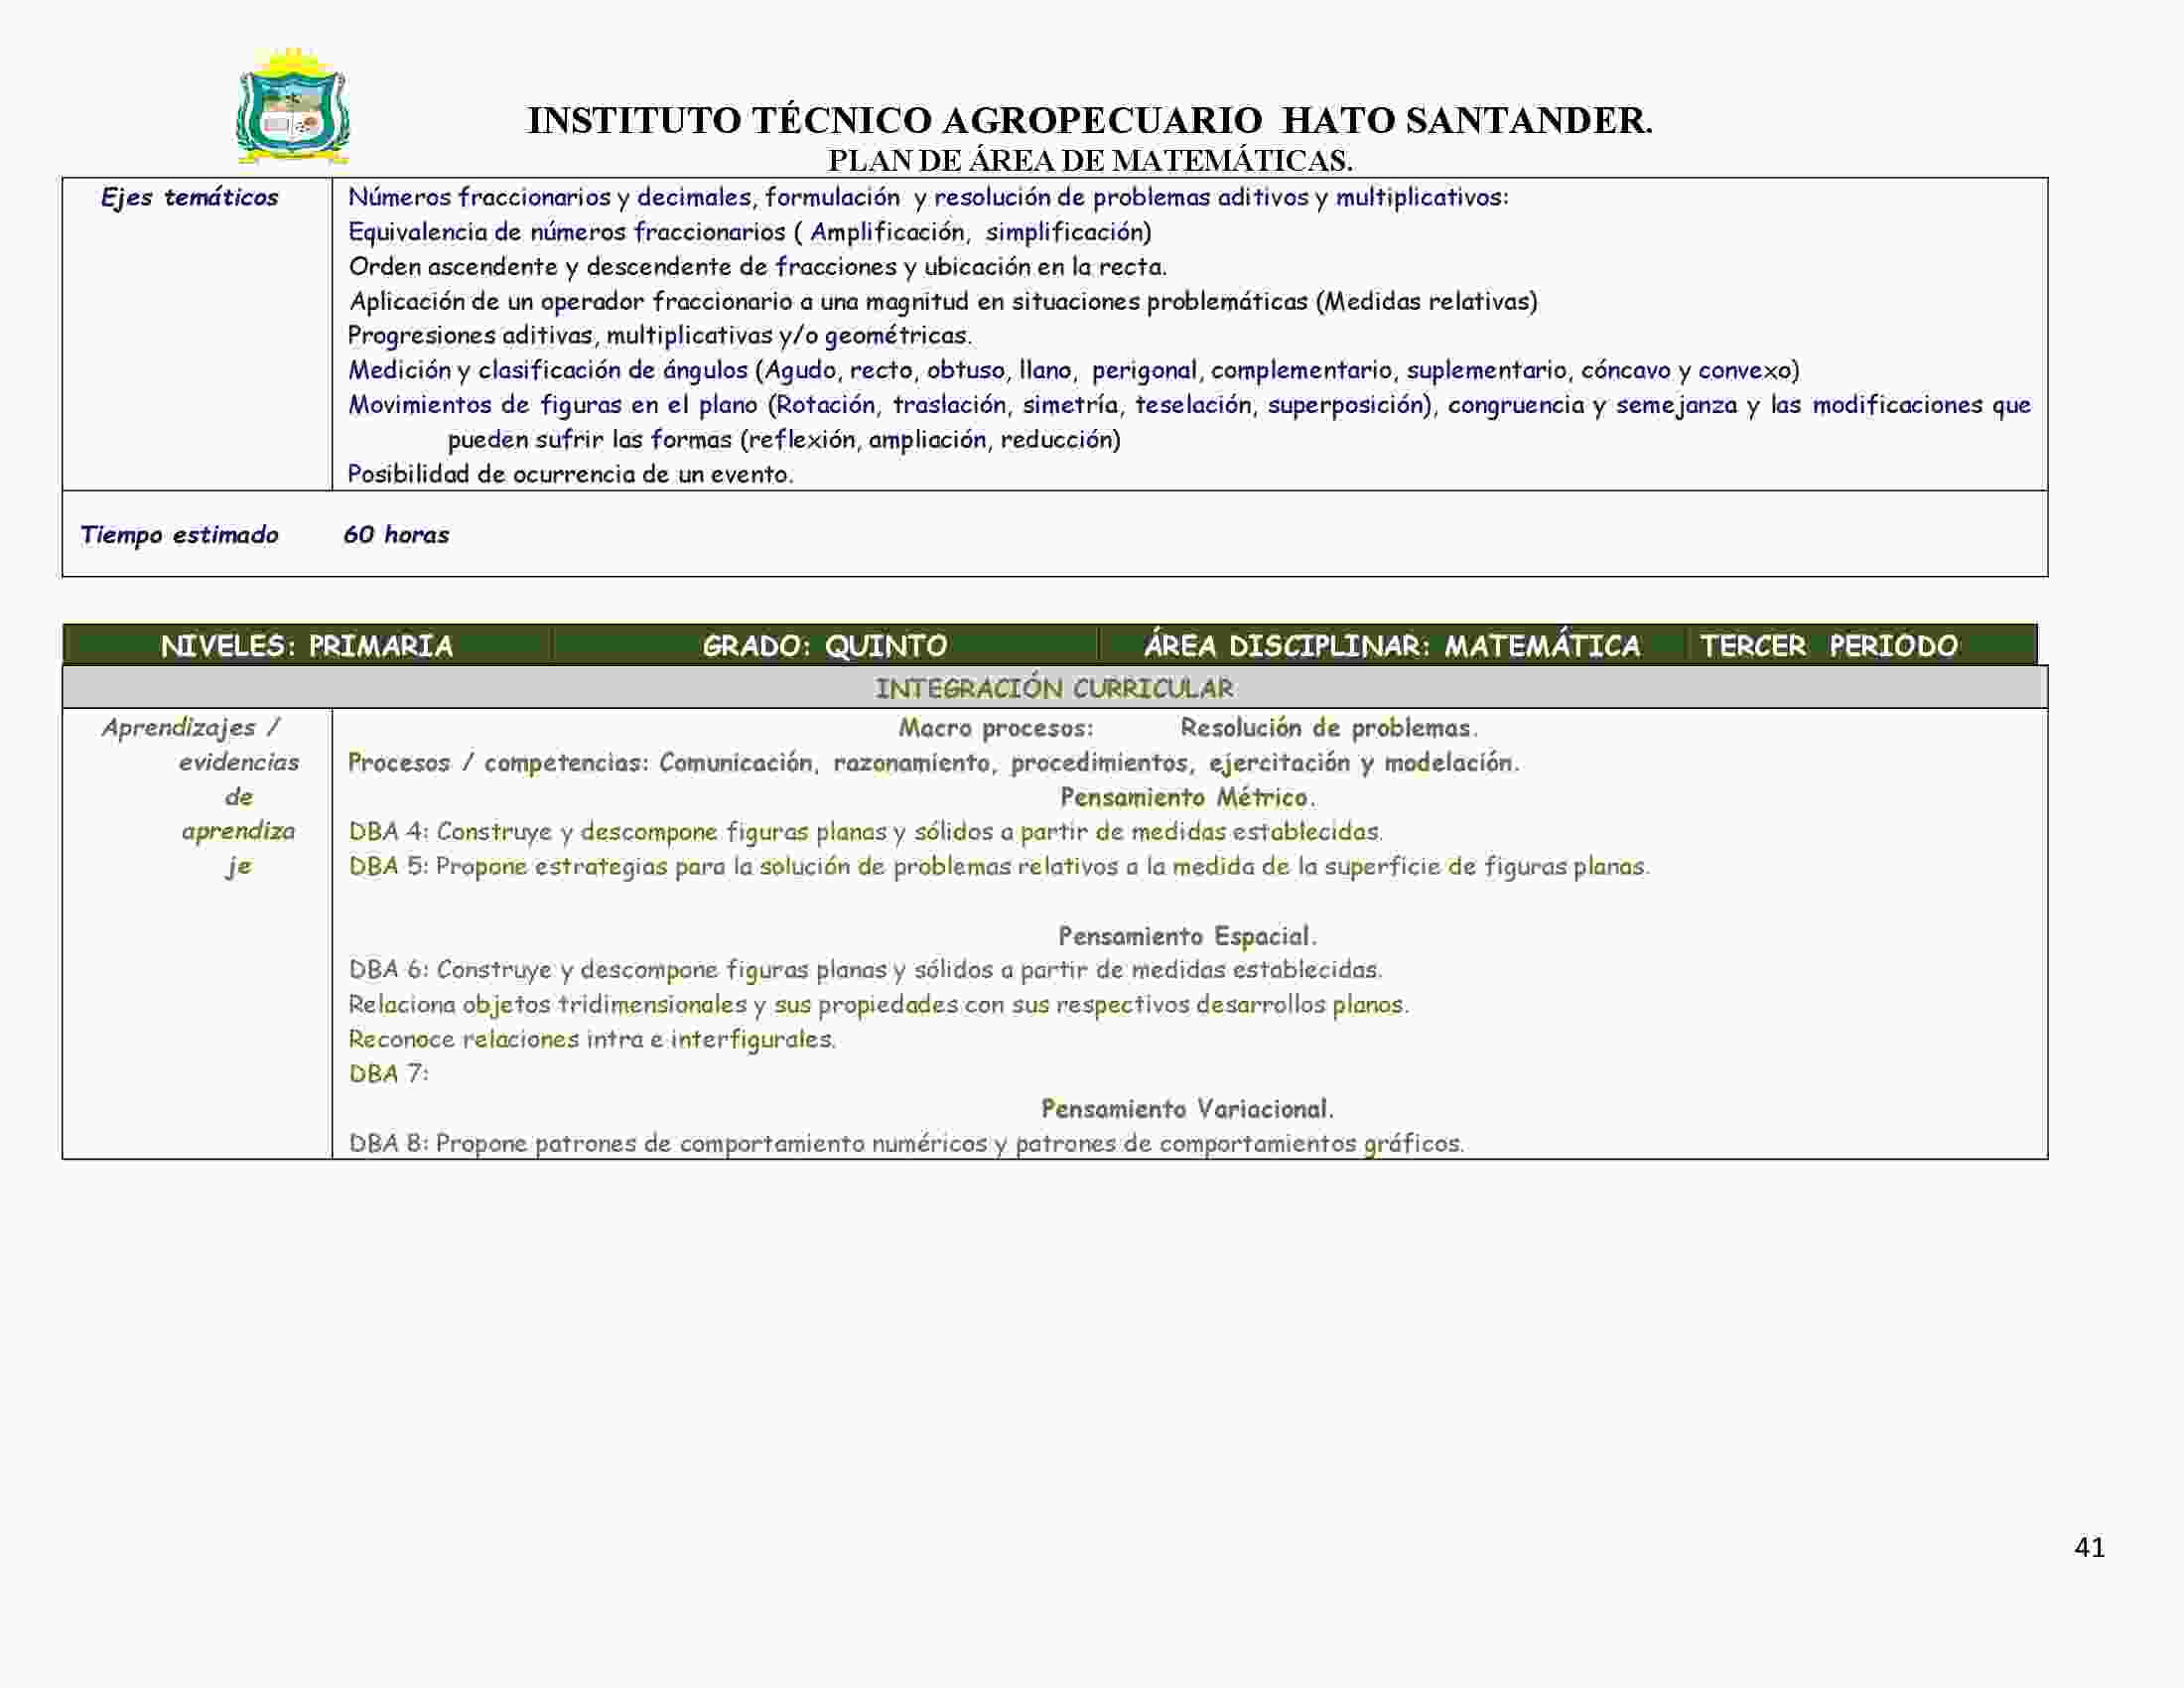 INSTITUTO TÉCNICO AGROPECUARIO HATO SANTANDER.
PLAN DE ÁREA DE MATEMÁTICAS.
Ejes temáticos
Números fraccionarios y decimales, formulación y resolución de problemas aditivos y multiplicativos:
Equivalencia de números fraccionarios ( Amplificación, simplificación)
Orden ascendente y descendente de fracciones y ubicación en la recta.
Aplicación de un operador fraccionario a una magnitud en situaciones problemáticas (Medidas relativas)
Progresiones aditivas, multiplicativas y/o geométricas.
Medición y clasificación de ángulos (Agudo, recto, obtuso, llano, perigonal, complementario, suplementario, cóncavo y convexo)
Movimientos de figuras en el plano (Rotación, traslación, simetría, teselación, superposición), congruencia y semejanza y las modificaciones que
pueden sufrir las formas (reflexión, ampliación, reducción)
Posibilidad de ocurrencia de un evento.
Tiempo estimado 60 horas
NIVELES: PRIMARIA GRADO: QUINTO ÁREA DISCIPLINAR: MATEMÁTICA TERCER PERIODO
INTEGRACIÓN CURRICULAR
Aprendizajes /
evidencias
de
aprendiza
je
Macro procesos: Resolución de problemas.
Procesos / competencias: Comunicación, razonamiento, procedimientos, ejercitación y modelación.
Pensamiento Métrico.
DBA 4: Construye y descompone figuras planas y sólidos a partir de medidas establecidas.
DBA 5: Propone estrategias para la solución de problemas relativos a la medida de la superficie de figuras planas.
Pensamiento Espacial.
DBA 6: Construye y descompone figuras planas y sólidos a partir de medidas establecidas.
Relaciona objetos tridimensionales y sus propiedades con sus respectivos desarrollos planos.
Reconoce relaciones intra e interfigurales.
DBA 7:
Pensamiento Variacional.
DBA 8: Propone patrones de comportamiento numéricos y patrones de comportamientos gráficos.
41